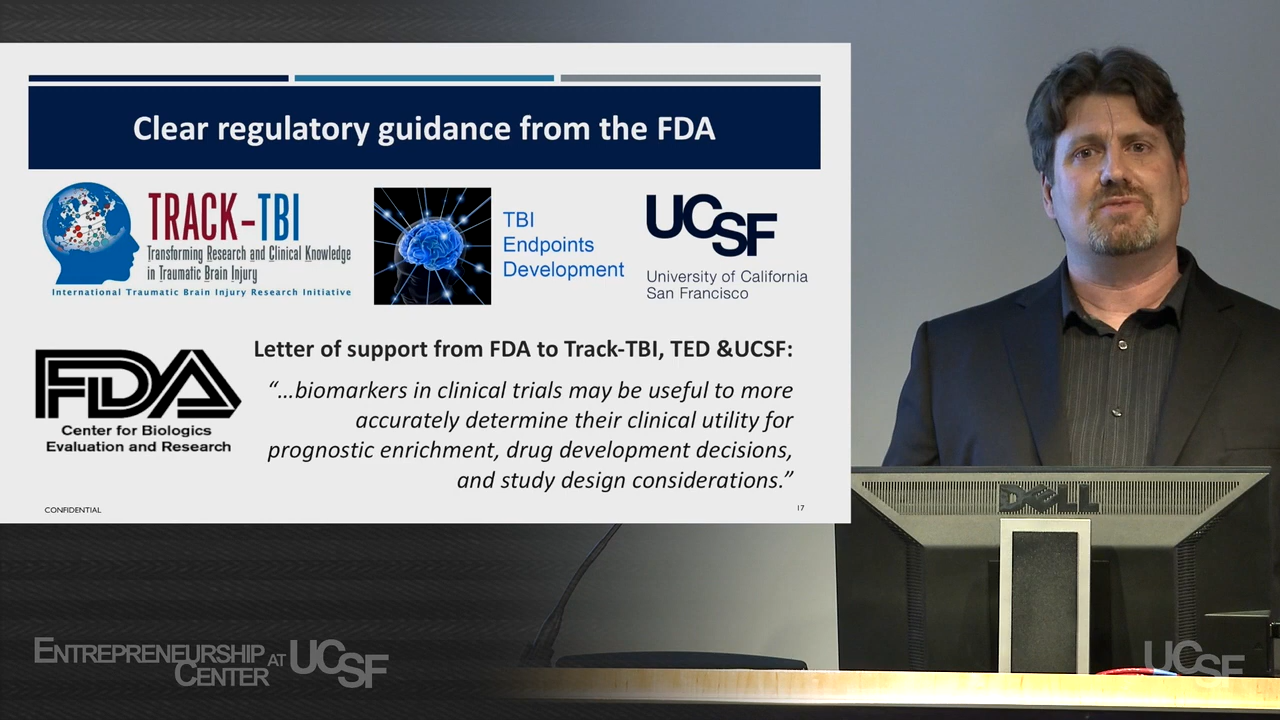 Clear regulatory guidance from the FDA
TRACK-TBI
Transforming Research and Clinical Knowledge
in Traumatic Brain Injury
International Traumatic Brain Injury Research Initiative
TBI
Endpoints
Development
UCSF
University of California
San Francisco
FDA
Center for Biologics
Evaluation and Research
Letter of support from FDA to Track-TBI, TED &UCSF:
“…biomarkers in clinical trials may be useful to more
accurately determine their clinical utility for
prognostic enrichment, drug development decisions,
and study design considerations.”
CONFIDENTIAL
17
DELL
ENTREPRENEURSHIP
CENTER AT UCSF
UCSF